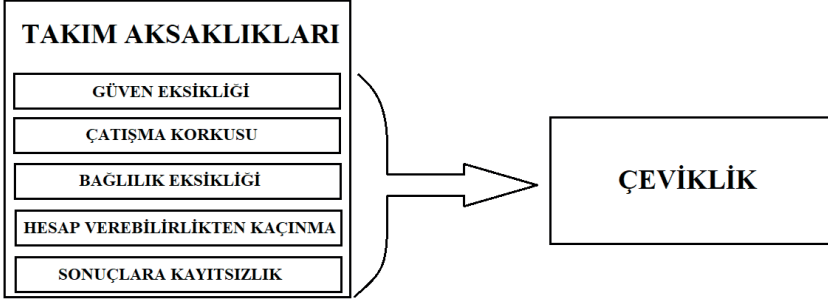 TAKIM AKSAKLIKLARI
GÜVEN EKSİKLİĞİ
ÇATIŞMA KORKUSU
BAĞLILIK EKSİKLİĞİ
HESAP VEREBİLİRLİKTEN KAÇINMA
SONUÇLARA KAYITSIZLIK
ÇEVİKLİK